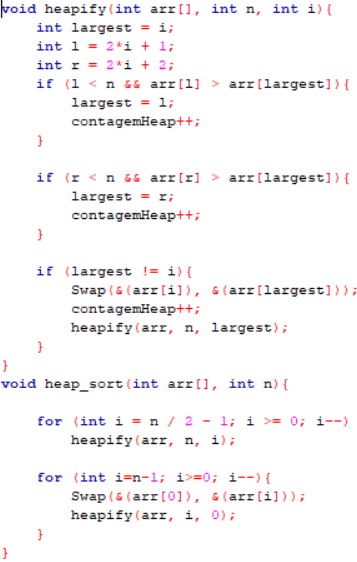 void heapify(int arr[], int n, int i){
    int largest = i;
    int l = 2*i + 1;
    int r = 2*i + 2;
    if (l < n && arr[l] > arr[largest]){
        largest = l;
        contagemHeap++;
    }

    if (r < n && arr[r] > arr[largest]){
        largest = r;
        contagemHeap++;
    }

    if (largest != i){
        Swap(&(arr[i]), &(arr[largest]));
        contagemHeap++;
        heapify(arr, n, largest);
    }
}
void heap_sort(int arr[], int n){

    for (int i = n / 2 - 1; i >= 0; i--)
        heapify(arr, n, i);

    for (int i=n-1; i>=0; i--){
        Swap(&(arr[0]), &(arr[i]));
        heapify(arr, i, 0);
    }
}